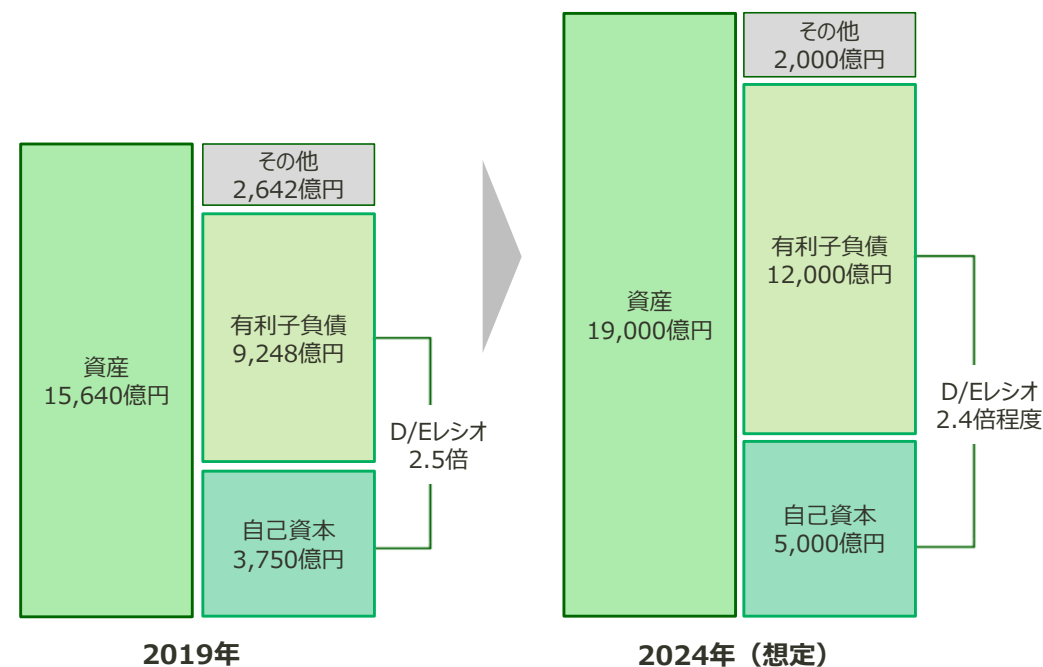 資産
15,640億円
その他
2,642億円
有利子負債
9,248億円
自己資本
3,750億円
D/Eレシオ
2.5倍
2019年
資産
19,000億円
その他
2,000億円
有利子負債
12,000億円
自己資本
5,000億円
D/Eレシオ
2.4倍程度
2024年（想定）